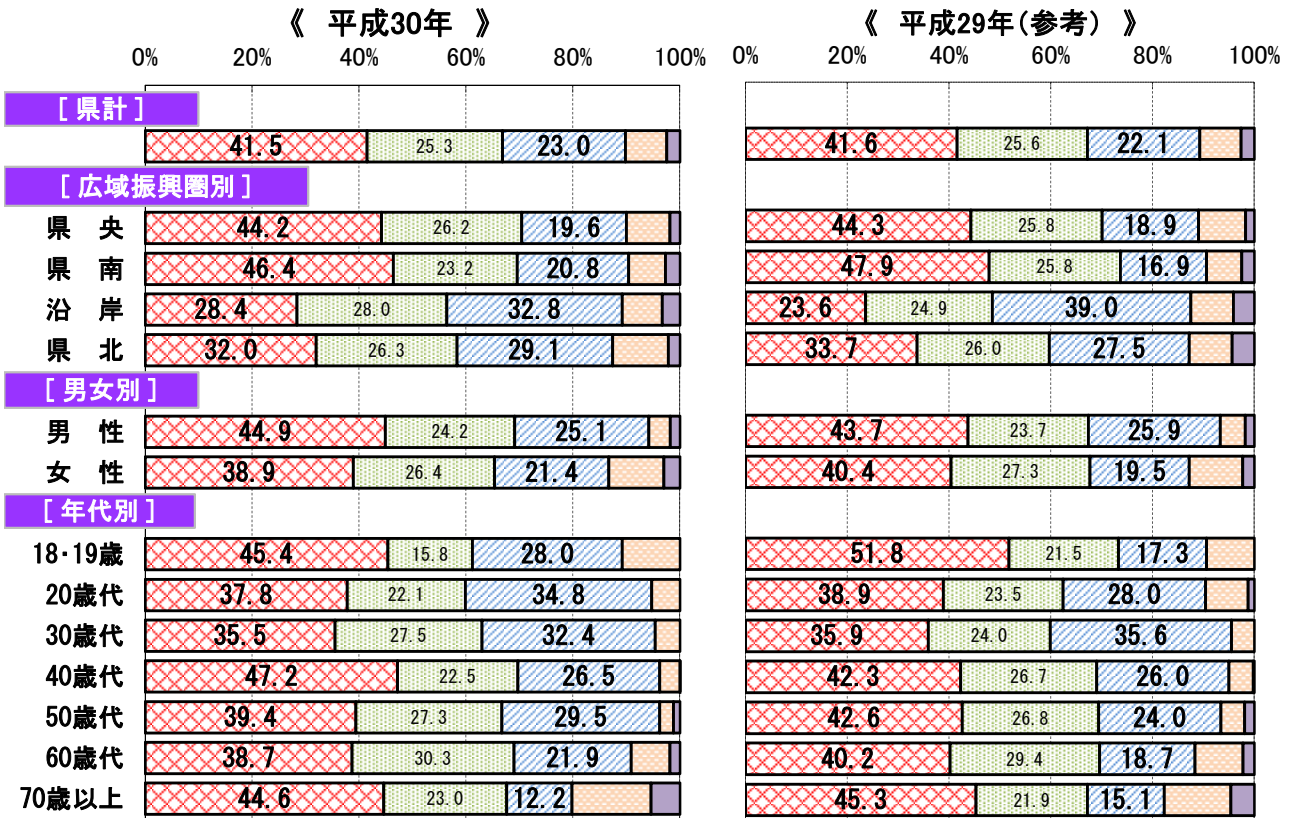 《 平成30年 》 《 平成29年(参考) 》
0% 20% 40% 60% 80% 100% 0% 20% 40% 60% 80% 100%
[ 県計 ]
41.5 25.3 23.0 41.6 25.6 22.1
[ 広域振興圏別 ]
県 央 44.2 26.2 19.6 44.3 25.8 18.9
県 南 46.4 23.2 20.8 47.9 25.8 16.9
沿 岸 28.4 28.0 32.8 23.6 24.9 39.0
県 北 32.0 26.3 29.1 33.7 26.0 27.5
[ 男女別 ]
男 性 44.9 24.2 25.1 43.7 23.7 25.9
女 性 38.9 26.4 21.4 40.4 27.3 19.5
[ 年代別 ]
18・19歳 45.4 15.8 28.0 51.8 21.5 17.3
20歳代 37.8 22.1 34.8 38.9 23.5 28.0
30歳代 35.5 27.5 32.4 35.9 24.0 35.6
40歳代 47.2 22.5 26.5 42.3 26.7 26.0
50歳代 39.4 27.3 29.5 42.6 26.8 24.0
60歳代 38.7 30.3 21.9 40.2 29.4 18.7
70歳以上 44.6 23.0 12.2 45.3 21.9 15.1